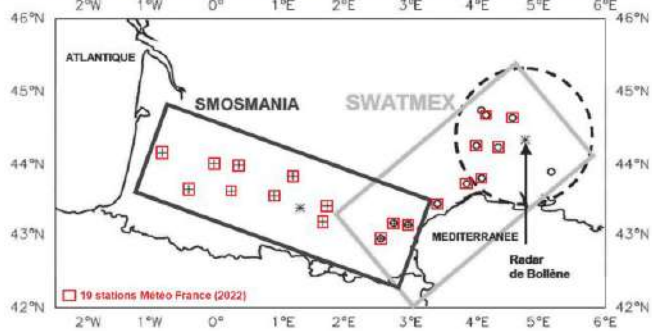 2°W 1°W 0° 1°E 2°E 3°E 4°E 5°E 6°E
46°N 46°N
ATLANTIQUE
45°N 45°N
SMOSMANIA SWATMEX
44°N 44°N
43°N 43°N
MEDITERRANEE
Radar
de Bollène
19 stations Météo France (2022)
42°N 42°N
2°W 1°W 0° 1°E 2°E 3°E 4°E 5°E 6°E